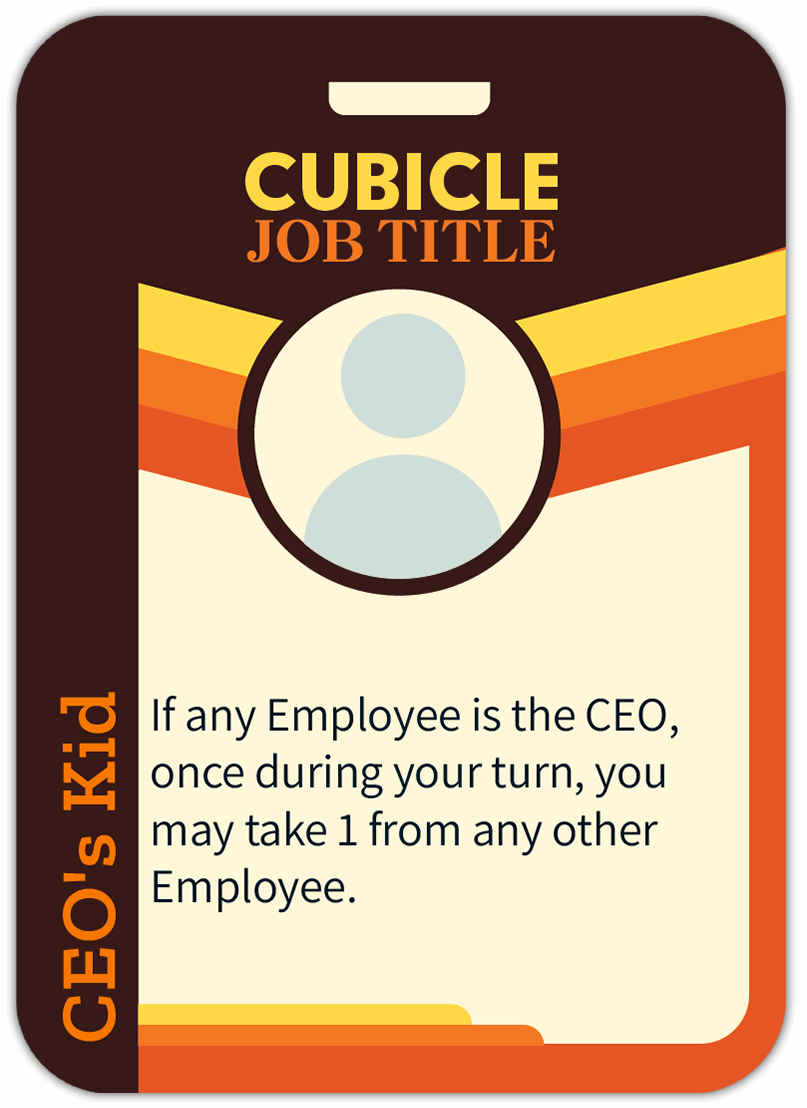 CUBICLE
JOB TITLE
If any Employee is the CEO,
once during your turn, you
may take 1 from any other
Employee.
CEO's Kid